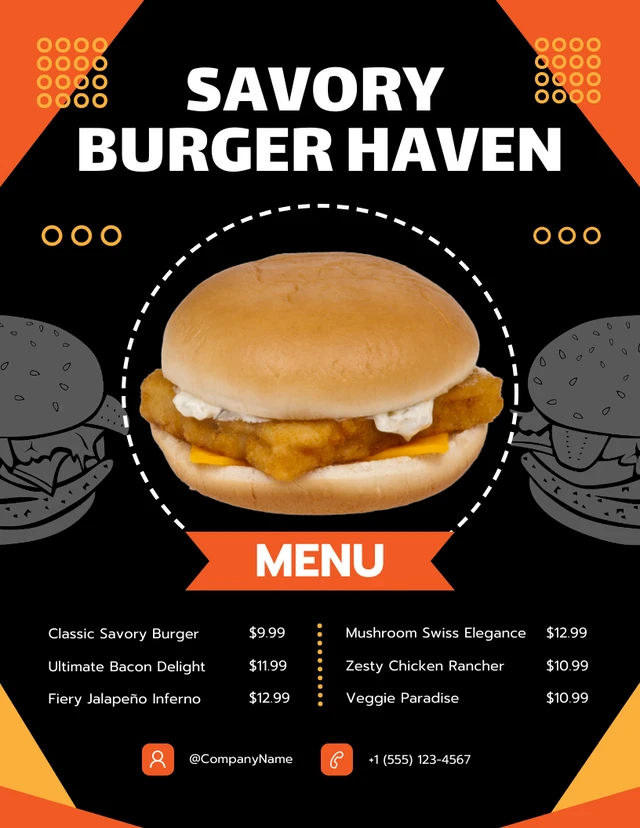 SAVORY
BURGER HAVEN
MENU
Classic Savory Burger $9.99
Ultimate Bacon Delight $11.99
Fiery Jalapeño Inferno $12.99
Mushroom Swiss Elegance $12.99
Zesty Chicken Rancher $10.99
Veggie Paradise $10.99
@CompanyName +1 (555) 123-4567